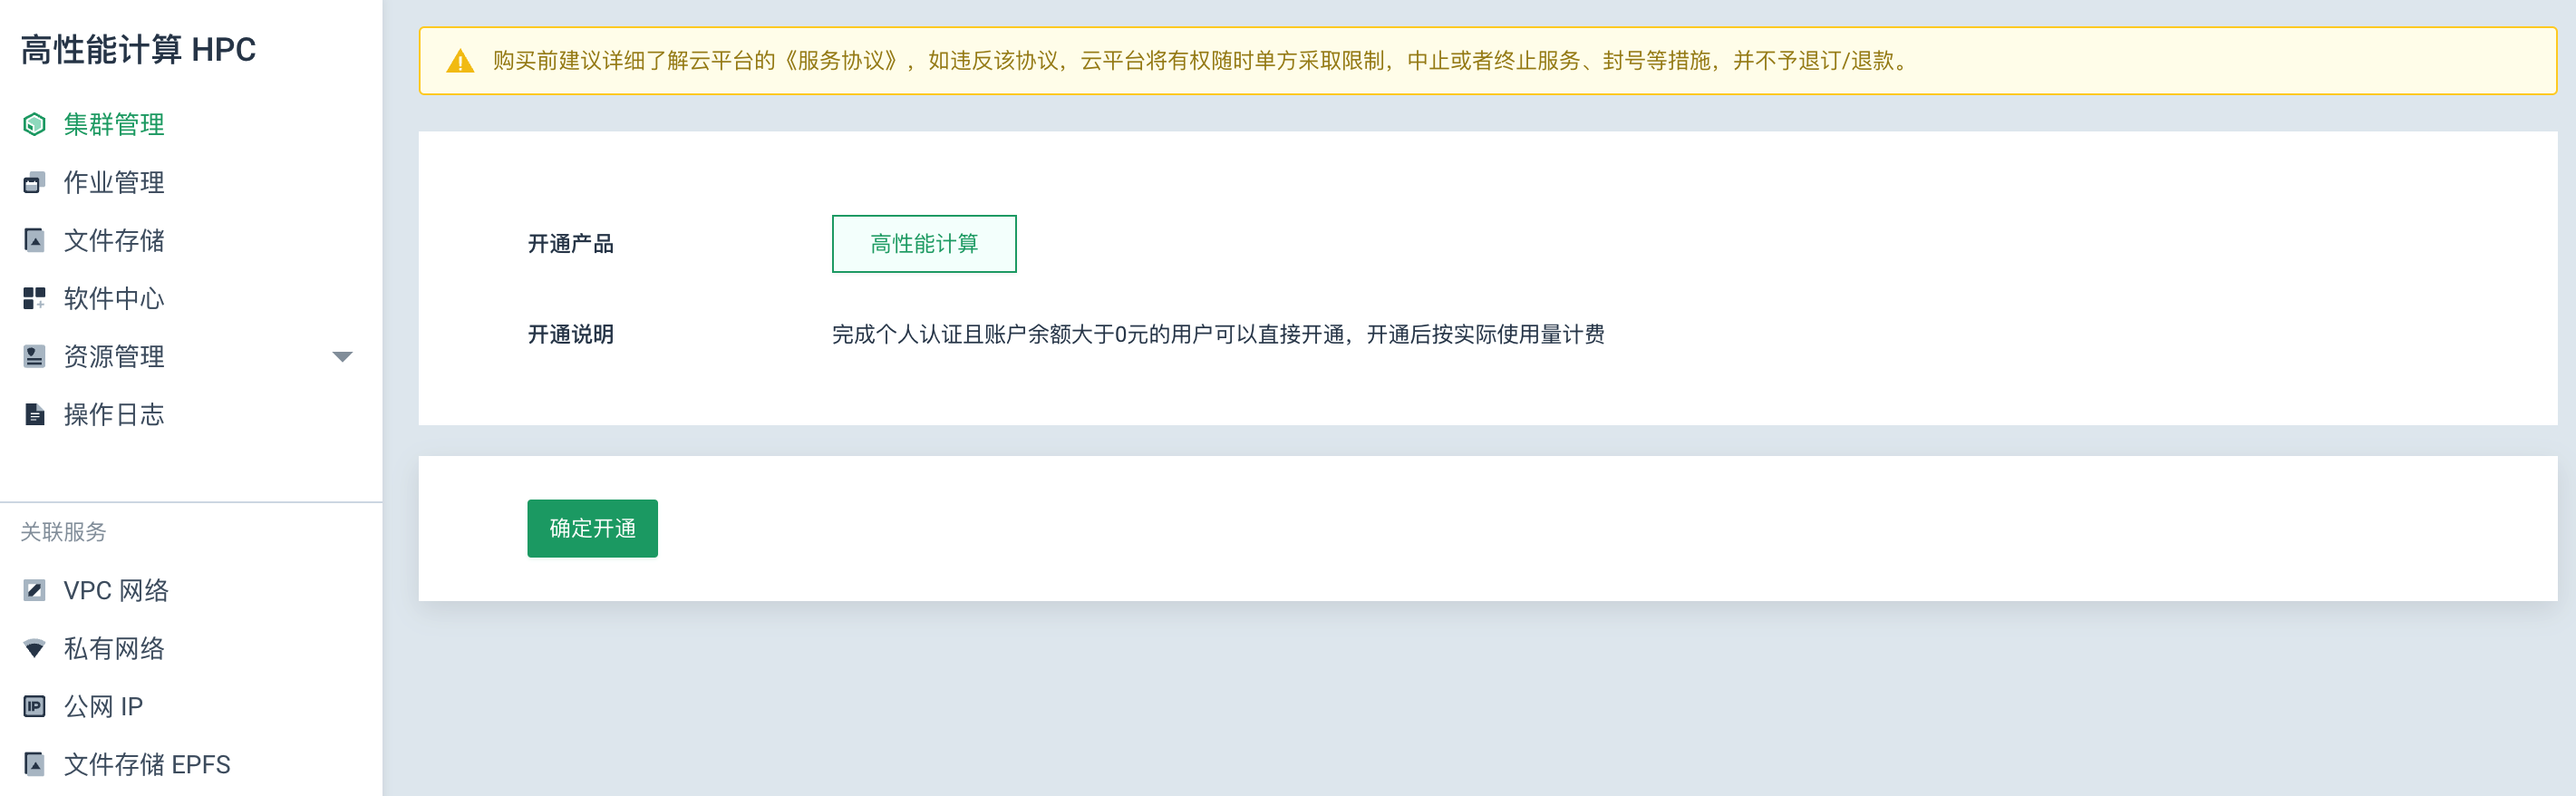 高性能计算 HPC
集群管理
作业管理
文件存储
软件中心
资源管理
操作日志
关联服务
VPC 网络
私有网络
IP 公网 IP
文件存储 EPFS
购买前建议详细了解云平台的《服务协议》，如违反该协议，云平台将有权随时单方采取限制，中止或者终止服务、封号等措施，并不予退订/退款。
开通产品 高性能计算
开通说明 完成个人认证且账户余额大于0元的用户可以直接开通，开通后按实际使用量计费
确定开通